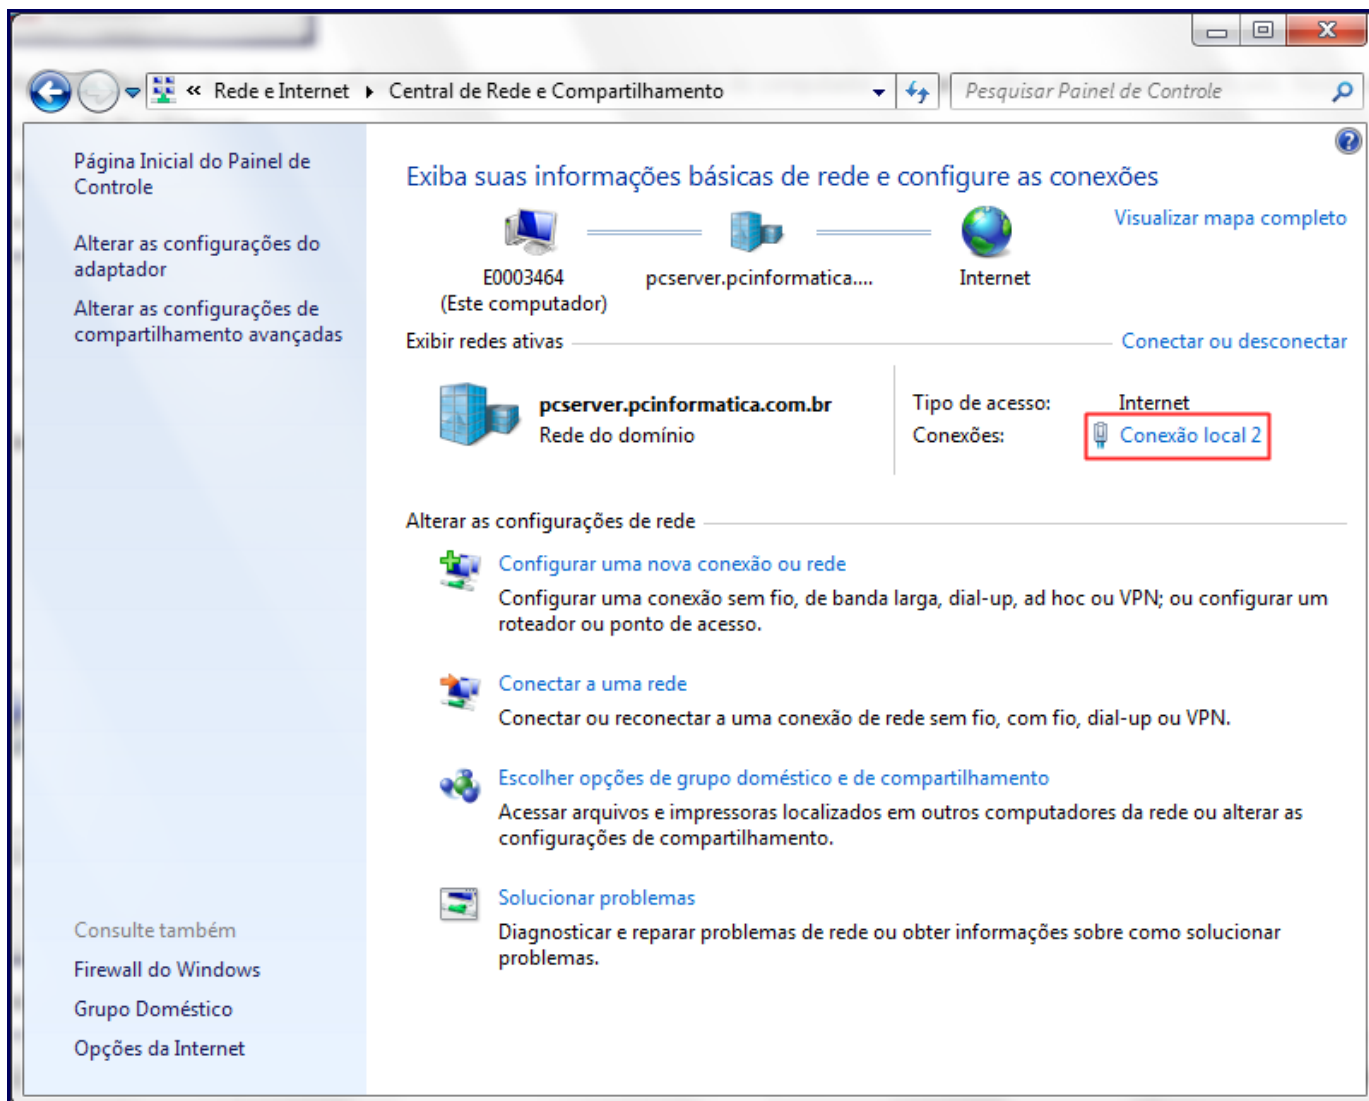 « Rede e Internet Central de Rede e Compartilhamento Pesquisar Painel de Controle
Página Inicial do Painel de
Controle
Alterar as configurações do
adaptador
Alterar as configurações de
compartilhamento avançadas
Exiba suas informações básicas de rede e configure as conexões
Visualizar mapa completo
E0003464
(Este computador)
pcserver.pcinformatica....
Internet
Exibir redes ativas
Conectar ou desconectar
pcserver.pcinformatica.com.br
Rede do domínio
Tipo de acesso: Internet
Conexões: Conexão local 2
Alterar as configurações de rede
Configurar uma nova conexão ou rede
Configurar uma conexão sem fio, de banda larga, dial-up, ad hoc ou VPN; ou configurar um
roteador ou ponto de acesso.
Conectar a uma rede
Conectar ou reconectar a uma conexão de rede sem fio, com fio, dial-up ou VPN.
Escolher opções de grupo doméstico e de compartilhamento
Acessar arquivos e impressoras localizados em outros computadores da rede ou alterar as
configurações de compartilhamento.
Solucionar problemas
Diagnosticar e reparar problemas de rede ou obter informações sobre como solucionar
problemas.
Consulte também
Firewall do Windows
Grupo Doméstico
Opções da Internet